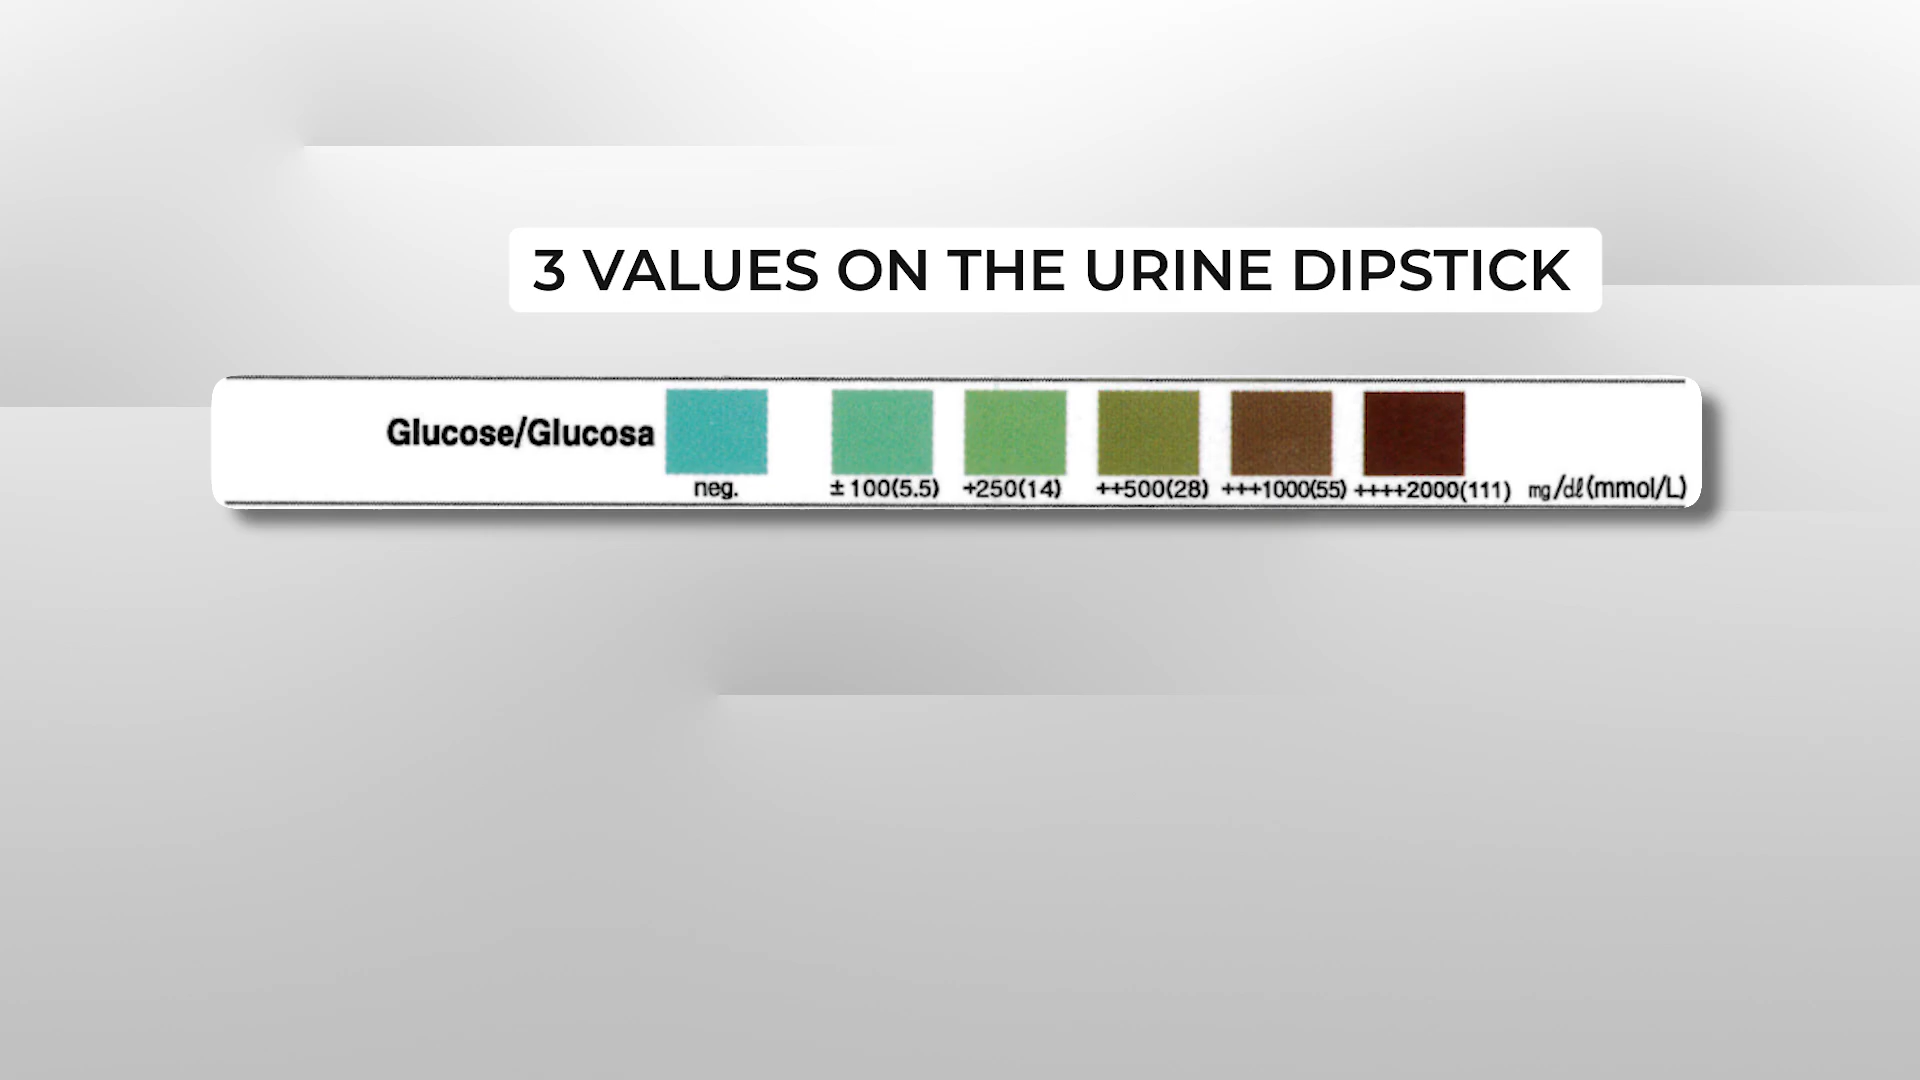 3 VALUES ON THE URINE DIPSTICK
Glucose/Glucosa
neg. ± 100(5.5) +250(14) ++500(28) +++1000(55) ++++2000(111) mg/dℓ(mmol/L)